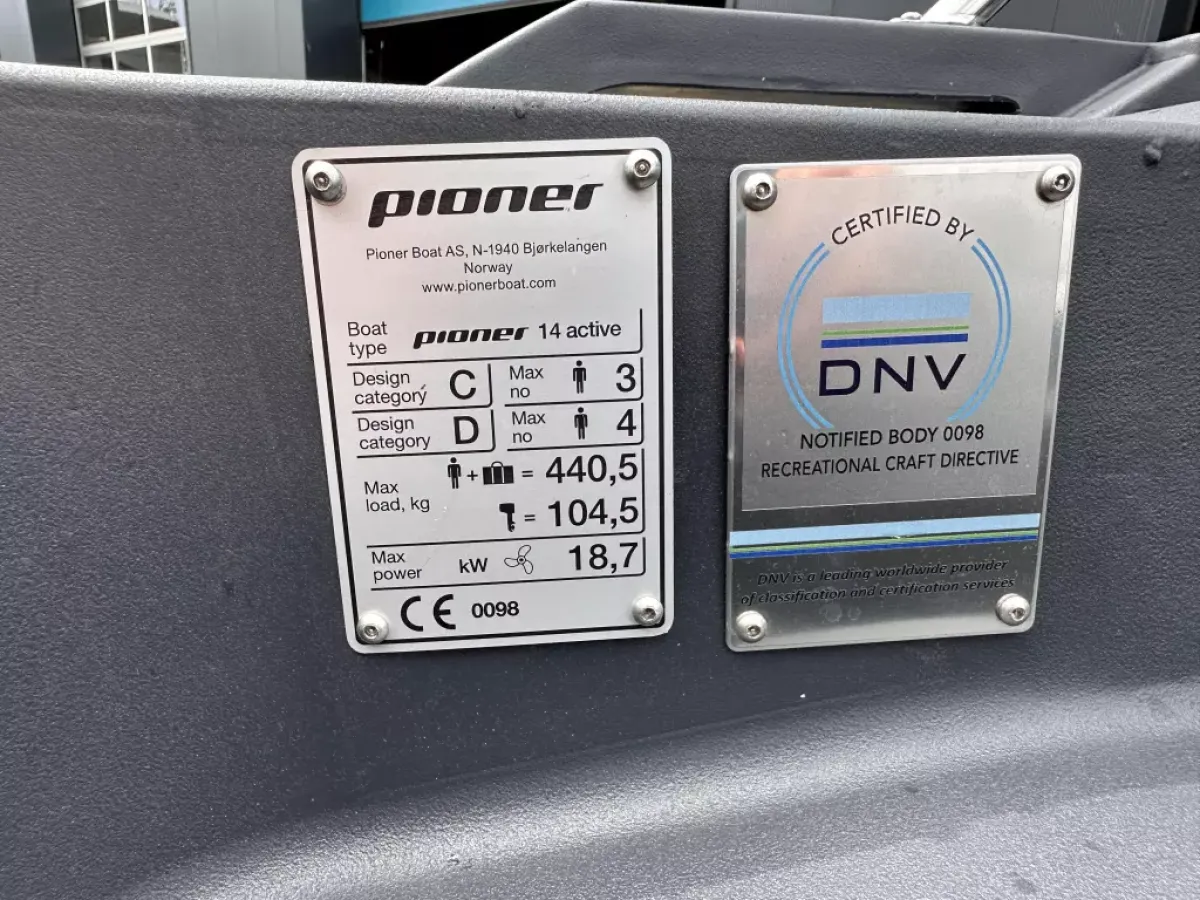 pioner
Pioner Boat AS, N-1940 Bjørkelangen
Norway
www.pionerboat.com
Boat type pioner 14 active
Design category C Max no 3
Design category D Max no 4
Max load, kg + = 440,5
= 104,5
Max power kW 18,7
CE 0098
CERTIFIED BY
DNV
NOTIFIED BODY 0098
RECREATIONAL CRAFT DIRECTIVE
DNV is a leading worldwide provider
of classification and certification services